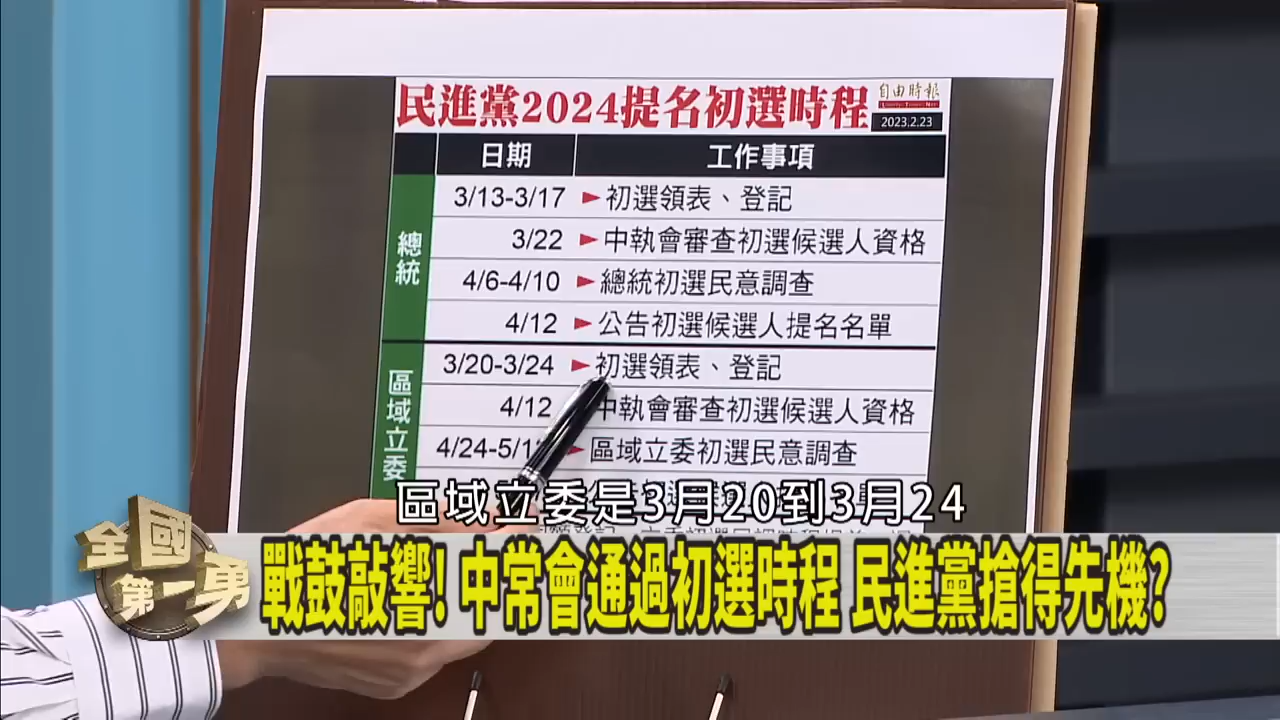 民進黨2024提名初選時程
自由時報
2023.2.23
日期 工作事項
總統
3/13-3/17 ►初選領表、登記
3/22 ►中執會審查初選候選人資格
4/6-4/10 ►總統初選民意調查
4/12 ►公告初選候選人提名名單
區域立委
3/20-3/24 ►初選領表、登記
4/12 中執會審查初選候選人資格
4/24-5/1 ►區域立委初選民意調查
區域立委是3月20到3月24
全國第一勇
戰鼓敲響! 中常會通過初選時程 民進黨搶得先機?